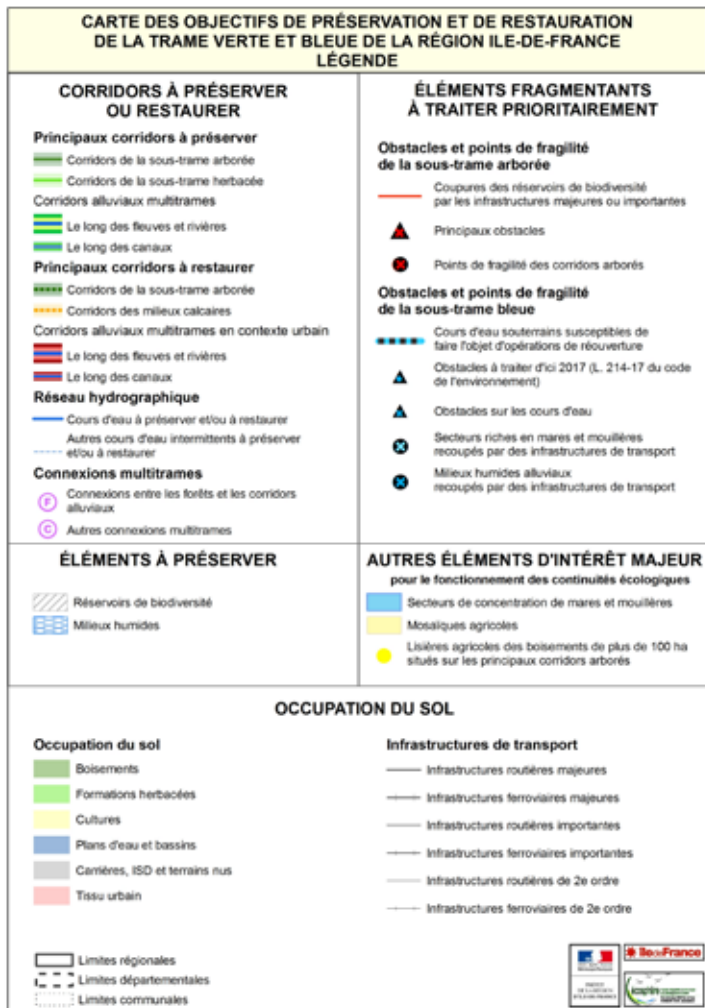 CARTE DES OBJECTIFS DE PRÉSERVATION ET DE RESTAURATION
DE LA TRAME VERTE ET BLEUE DE LA RÉGION ILE-DE-FRANCE
LÉGENDE
CORRIDORS À PRÉSERVER
OU RESTAURER
Principaux corridors à préserver
Corridors de la sous-trame arborée
Corridors de la sous-trame herbacée
Corridors alluviaux multitrames
Le long des fleuves et rivières
Le long des canaux
Principaux corridors à restaurer
Corridors de la sous-trame arborée
Corridors des milieux calcaires
Corridors alluviaux multitrames en contexte urbain
Le long des fleuves et rivières
Le long des canaux
Réseau hydrographique
Cours d'eau à préserver et/ou à restaurer
Autres cours d'eau intermittents à préserver
et/ou à restaurer
Connexions multitrames
F
Connexions entre les forêts et les corridors
alluviaux
C
Autres connexions multitrames
ÉLÉMENTS FRAGMENTANTS
À TRAITER PRIORITAIREMENT
Obstacles et points de fragilité
de la sous-trame arborée
Coupures des réservoirs de biodiversité
par les infrastructures majeures ou importantes
Principaux obstacles
Points de fragilité des corridors arborés
Obstacles et points de fragilité
de la sous-trame bleue
Cours d'eau souterrains susceptibles de
faire l'objet d'opérations de réouverture
Obstacles à traiter d'ici 2017 (L. 214-17 du code
de l'environnement)
Obstacles sur les cours d'eau
Secteurs riches en mares et mouillères
recoupés par des infrastructures de transport
Milieux humides alluviaux
recoupés par des infrastructures de transport
ÉLÉMENTS À PRÉSERVER
Réservoirs de biodiversité
Milieux humides
AUTRES ÉLÉMENTS D'INTÉRÊT MAJEUR
pour le fonctionnement des continuités écologiques
Secteurs de concentration de mares et mouillères
Mosaïques agricoles
Lisières agricoles des boisements de plus de 100 ha
situés sur les principaux corridors arborés
OCCUPATION DU SOL
Occupation du sol
Boisements
Formations herbacées
Cultures
Plans d'eau et bassins
Carrières, ISD et terrains nus
Tissu urbain
Infrastructures de transport
Infrastructures routières majeures
Infrastructures ferroviaires majeures
Infrastructures routières importantes
Infrastructures ferroviaires importantes
Infrastructures routières de 2e ordre
Infrastructures ferroviaires de 2e ordre
Limites régionales
Limites départementales
Limites communales
îledeFrance